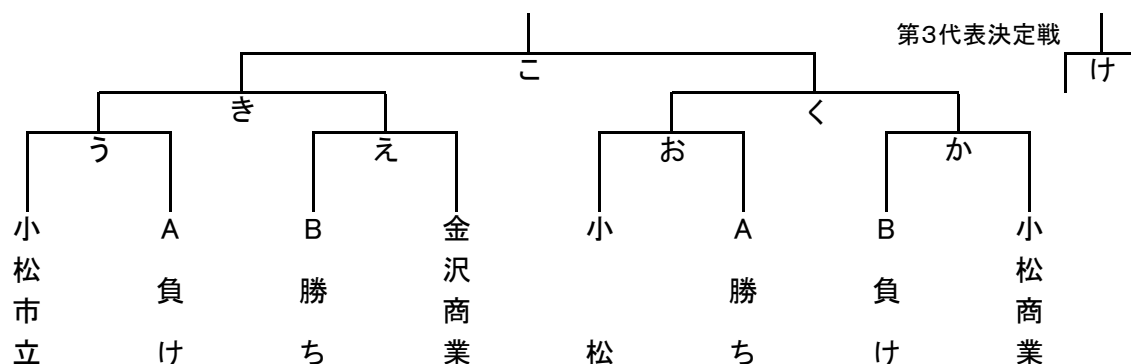 第3代表決定戦
こ
け
き
く
う
え
お
か
小松市立
A負け
B勝ち
金沢商業
小松
A勝ち
B負け
小松商業